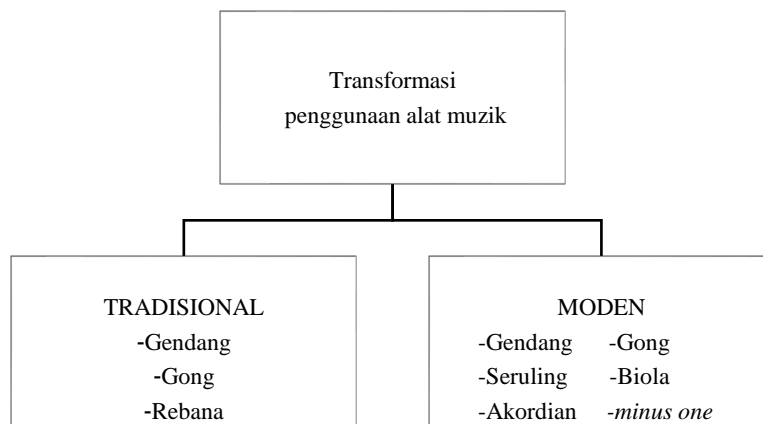 Transformasi
penggunaan alat muzik
TRADISIONAL
-Gendang
-Gong
-Rebana
MODEN
-Gendang -Gong
-Seruling -Biola
-Akordian -minus one